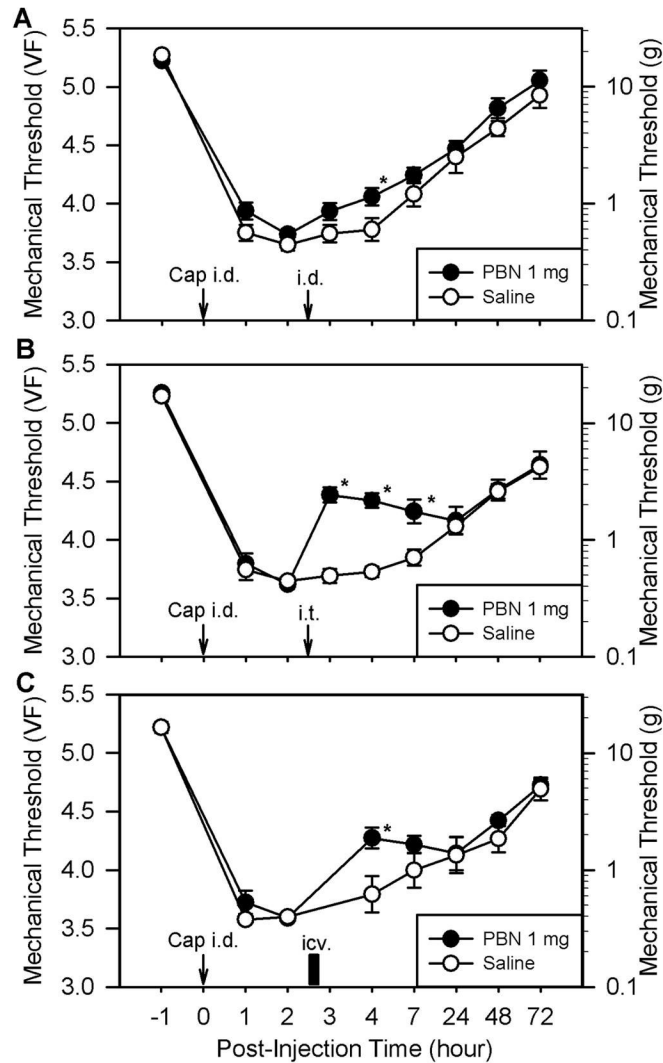 A
Mechanical Threshold (VF)
5.5
5.0
4.5
4.0
3.5
3.0
*
Cap i.d.
i.d.
PBN 1 mg
Saline
10
1
0.1
Mechanical Threshold (g)
B
Mechanical Threshold (VF)
5.5
5.0
4.5
4.0
3.5
3.0
*
*
*
Cap i.d.
i.t.
PBN 1 mg
Saline
10
1
0.1
Mechanical Threshold (g)
C
Mechanical Threshold (VF)
5.5
5.0
4.5
4.0
3.5
3.0
*
Cap i.d.
icv.
PBN 1 mg
Saline
10
1
0.1
Mechanical Threshold (g)
-1 0 1 2 3 4 7 24 48 72
Post-Injection Time (hour)